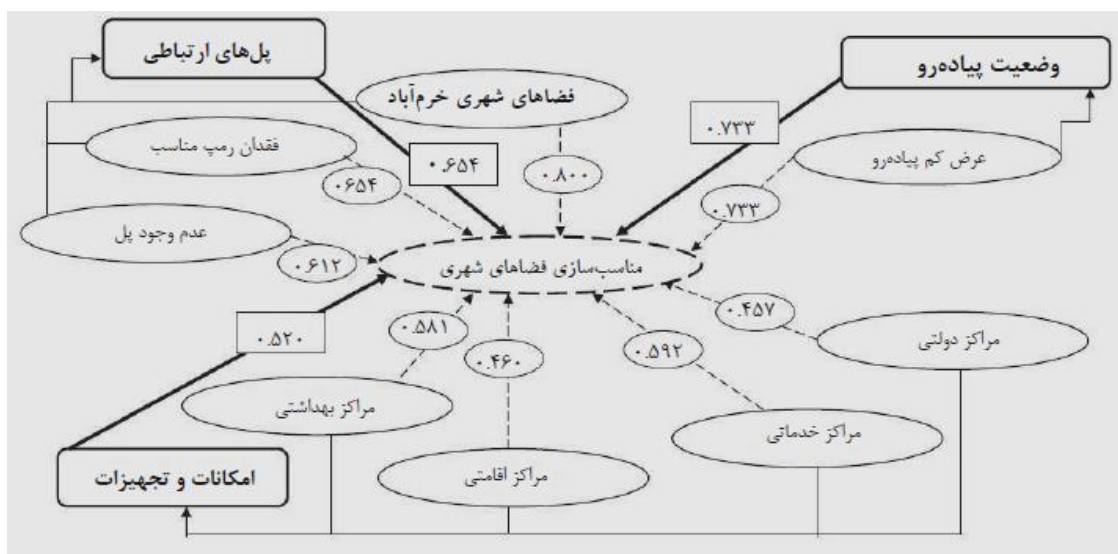 پل‌های ارتباطی
وضعیت پیاده‌رو
فضاهای شهری خرم‌آباد
۰.۷۳۳
فقدان رمپ مناسب
۰.۶۵۴
عرض کم پیاده‌رو
۰.۸۰۰
۰۶۵۴
۰.۷۳۳
عدم وجود پل
۰.۶۱۲
مناسب‌سازی فضاهای شهری
۰.۴۵۷
۰.۵۲۰
۰.۵۸۱
۰.۴۶۰
۰.۵۹۲
مراکز دولتی
مراکز بهداشتی
مراکز خدماتی
مراکز اقامتی
امکانات و تجهیزات